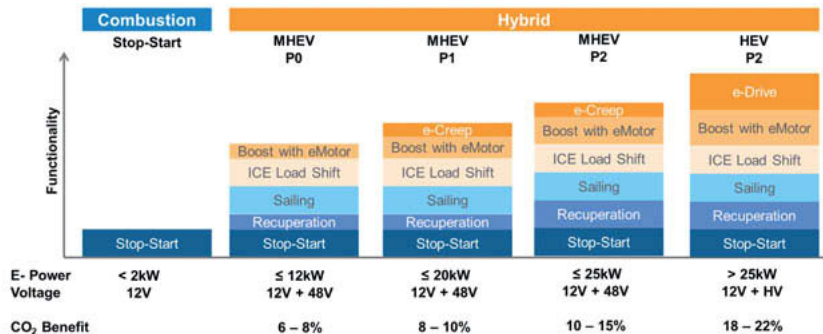 Combustion Hybrid
Stop-Start MHEV MHEV MHEV HEV
P0 P1 P2 P2
Functionality
Stop-Start
Boost with eMotor
ICE Load Shift
Sailing
Recuperation
Stop-Start
e-Creep
Boost with eMotor
ICE Load Shift
Sailing
Recuperation
Stop-Start
e-Creep
Boost with eMotor
ICE Load Shift
Sailing
Recuperation
Stop-Start
e-Drive
Boost with eMotor
ICE Load Shift
Sailing
Recuperation
Stop-Start
E- Power < 2kW ≤ 12kW ≤ 20kW ≤ 25kW > 25kW
Voltage 12V 12V + 48V 12V + 48V 12V + 48V 12V + HV
CO₂ Benefit 6 – 8% 8 – 10% 10 – 15% 18 – 22%